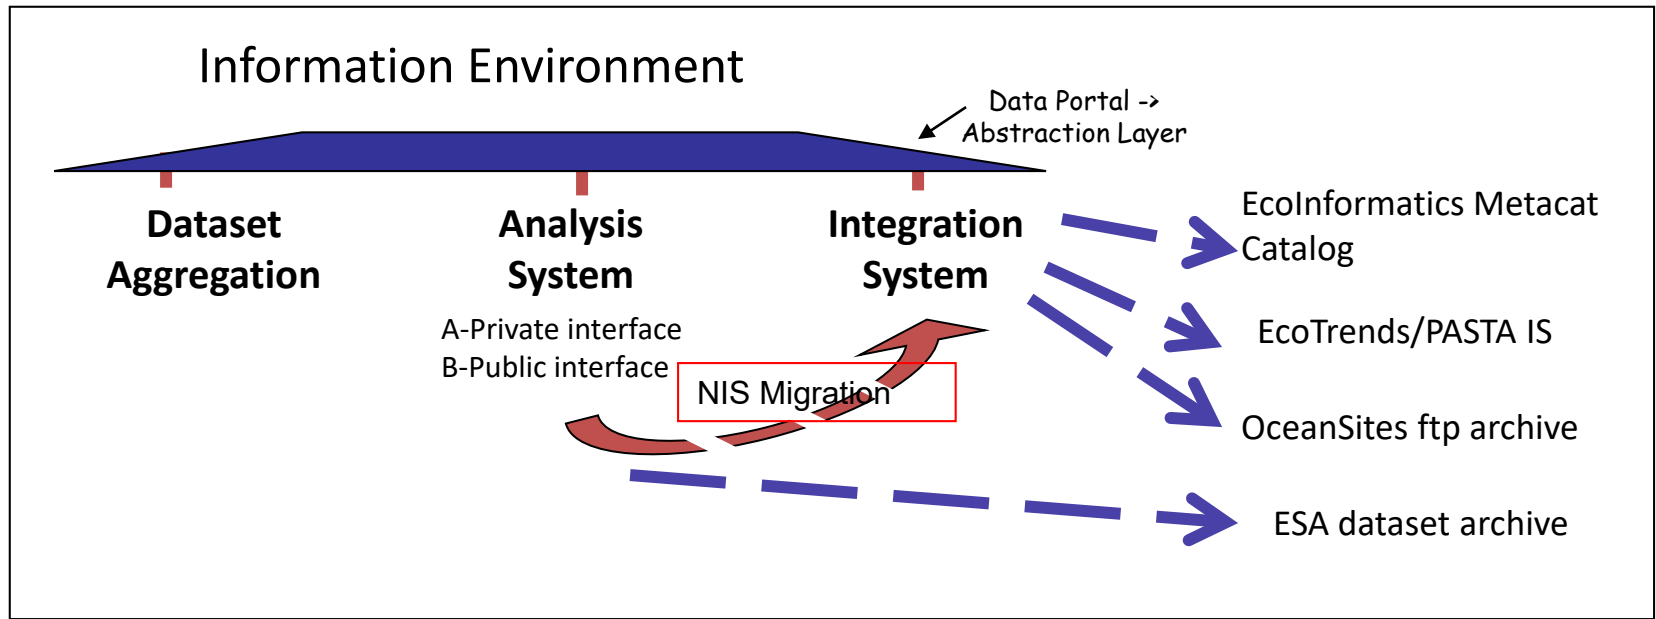 Information Environment
Data Portal ->
Abstraction Layer
Dataset
Aggregation
Analysis
System
A-Private interface
B-Public interface
Integration
System
NIS Migration
EcoInformatics Metacat
Catalog
EcoTrends/PASTA IS
OceanSites ftp archive
ESA dataset archive